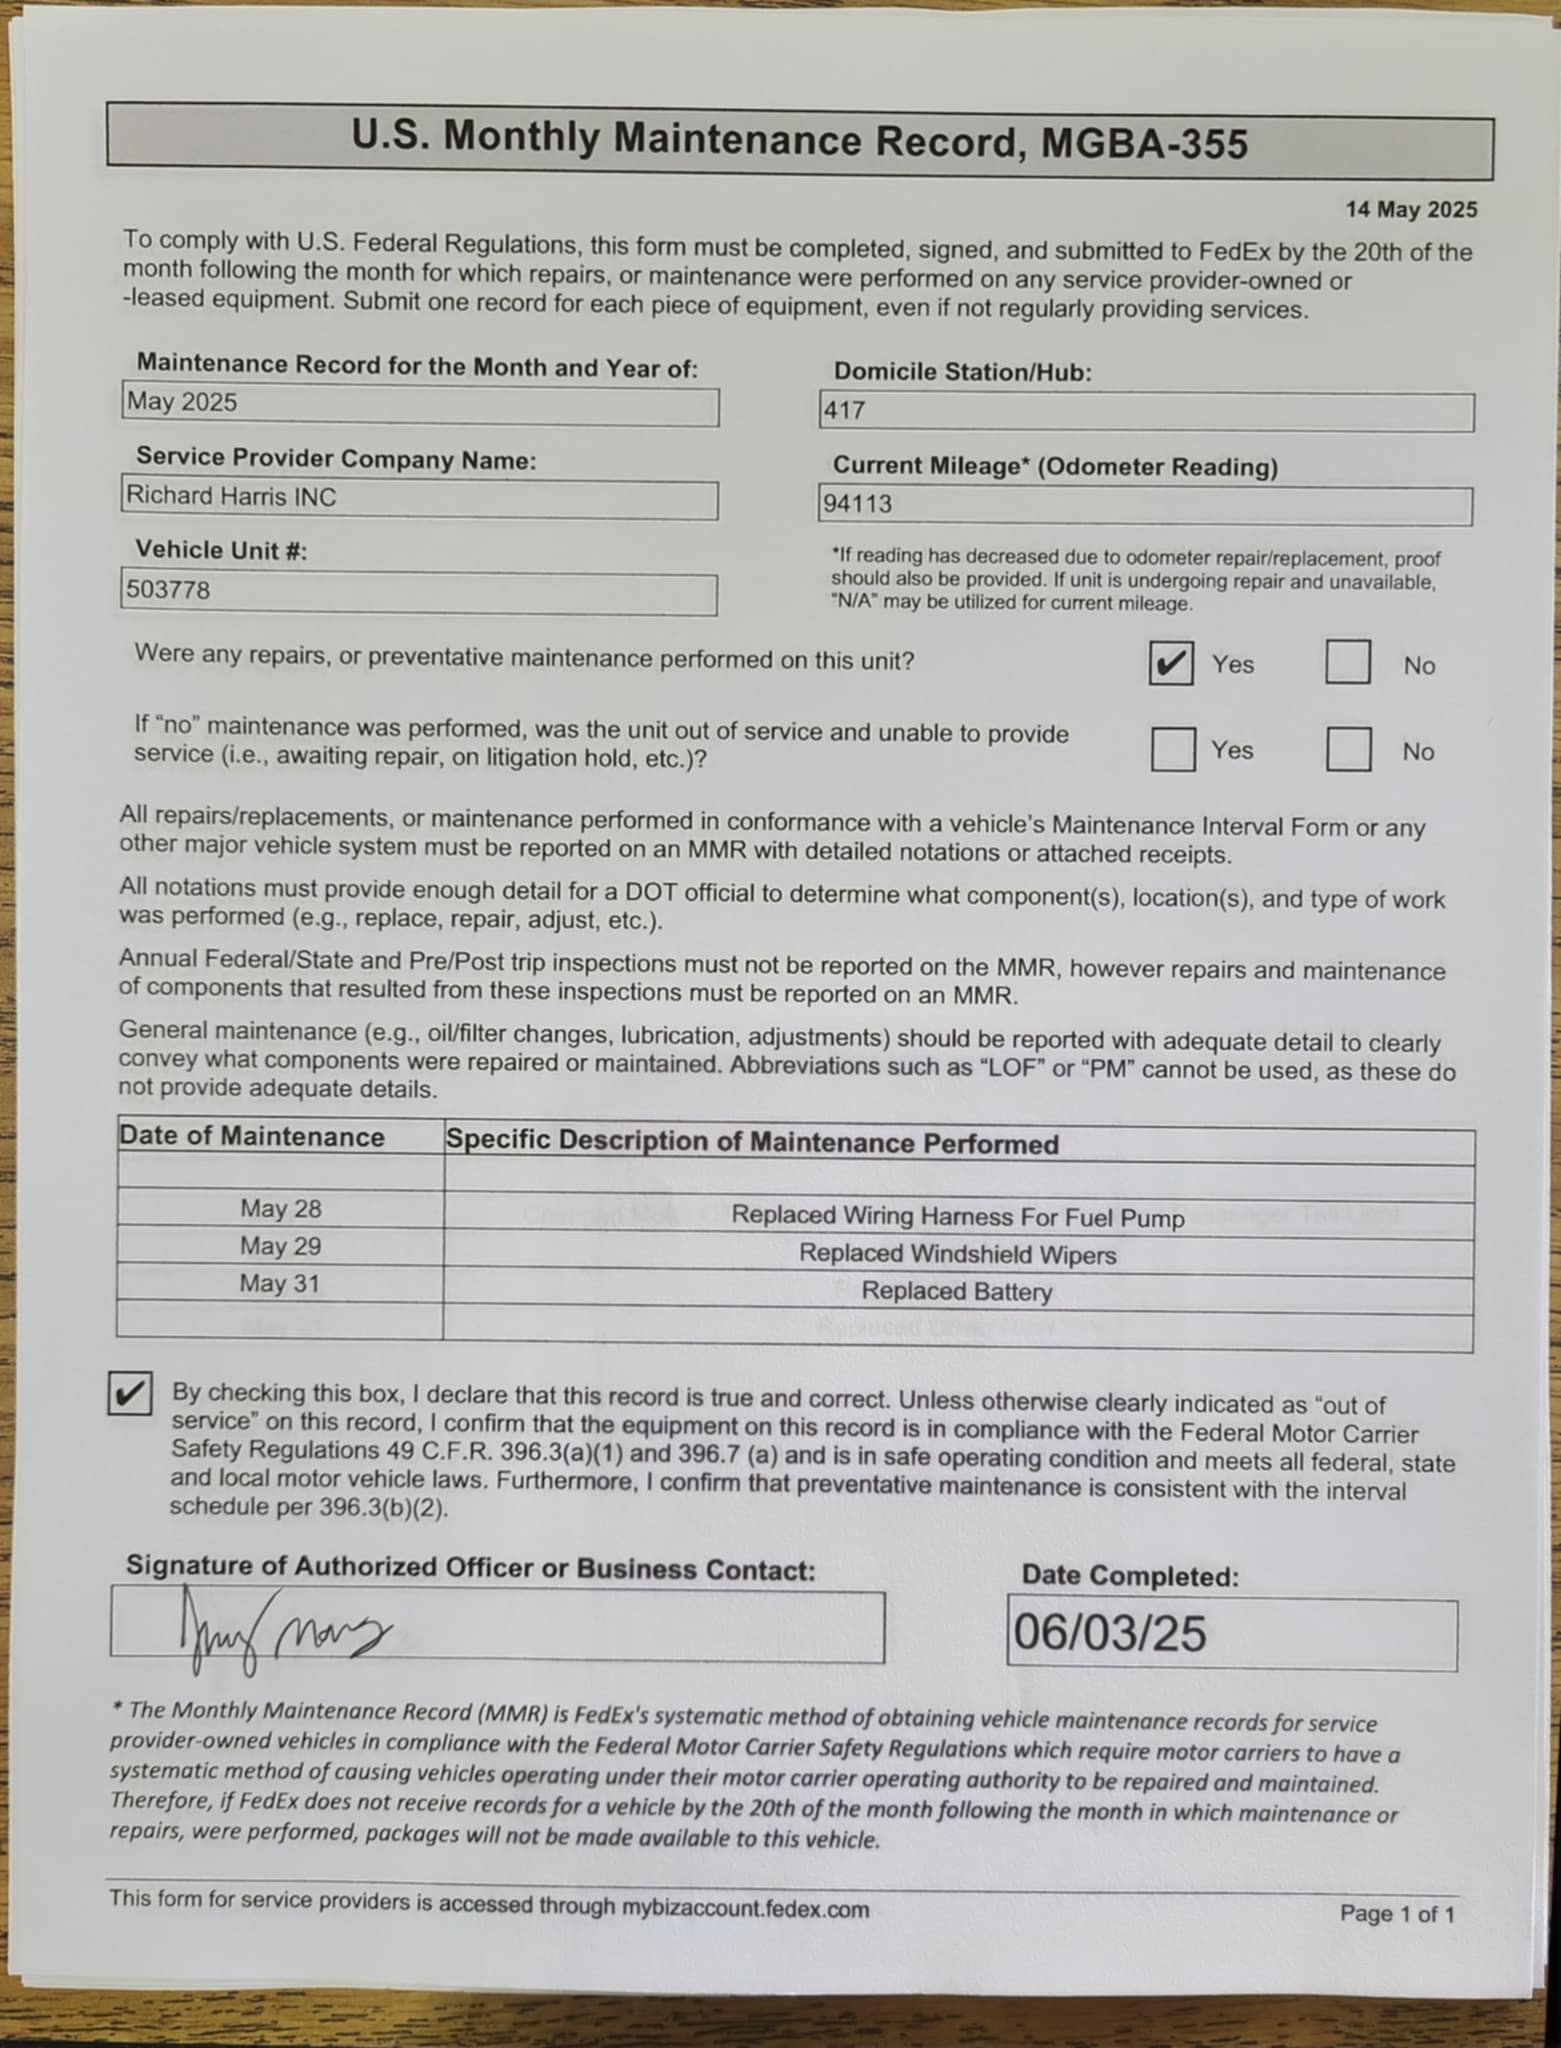 U.S. Monthly Maintenance Record, MGBA-355
14 May 2025
To comply with U.S. Federal Regulations, this form must be completed, signed, and submitted to FedEx by the 20th of the
month following the month for which repairs, or maintenance were performed on any service provider-owned or
-leased equipment. Submit one record for each piece of equipment, even if not regularly providing services.
Maintenance Record for the Month and Year of:
May 2025
Domicile Station/Hub:
417
Service Provider Company Name:
Richard Harris INC
Current Mileage* (Odometer Reading)
94113
Vehicle Unit #:
503778
*If reading has decreased due to odometer repair/replacement, proof
should also be provided. If unit is undergoing repair and unavailable,
"N/A" may be utilized for current mileage.
Were any repairs, or preventative maintenance performed on this unit? ✔ Yes No
If “no” maintenance was performed, was the unit out of service and unable to provide
service (i.e., awaiting repair, on litigation hold, etc.)? Yes No
All repairs/replacements, or maintenance performed in conformance with a vehicle’s Maintenance Interval Form or any
other major vehicle system must be reported on an MMR with detailed notations or attached receipts.
All notations must provide enough detail for a DOT official to determine what component(s), location(s), and type of work
was performed (e.g., replace, repair, adjust, etc.).
Annual Federal/State and Pre/Post trip inspections must not be reported on the MMR, however repairs and maintenance
of components that resulted from these inspections must be reported on an MMR.
General maintenance (e.g., oil/filter changes, lubrication, adjustments) should be reported with adequate detail to clearly
convey what components were repaired or maintained. Abbreviations such as “LOF” or “PM” cannot be used, as these do
not provide adequate details.
Date of Maintenance Specific Description of Maintenance Performed
May 28 Replaced Wiring Harness For Fuel Pump
May 29 Replaced Windshield Wipers
May 31 Replaced Battery
✔ By checking this box, I declare that this record is true and correct. Unless otherwise clearly indicated as “out of
service” on this record, I confirm that the equipment on this record is in compliance with the Federal Motor Carrier
Safety Regulations 49 C.F.R. 396.3(a)(1) and 396.7 (a) and is in safe operating condition and meets all federal, state
and local motor vehicle laws. Furthermore, I confirm that preventative maintenance is consistent with the interval
schedule per 396.3(b)(2).
Signature of Authorized Officer or Business Contact:
Date Completed:
06/03/25
* The Monthly Maintenance Record (MMR) is FedEx's systematic method of obtaining vehicle maintenance records for service
provider-owned vehicles in compliance with the Federal Motor Carrier Safety Regulations which require motor carriers to have a
systematic method of causing vehicles operating under their motor carrier operating authority to be repaired and maintained.
Therefore, if FedEx does not receive records for a vehicle by the 20th of the month following the month in which maintenance or
repairs, were performed, packages will not be made available to this vehicle.
This form for service providers is accessed through mybizaccount.fedex.com
Page 1 of 1